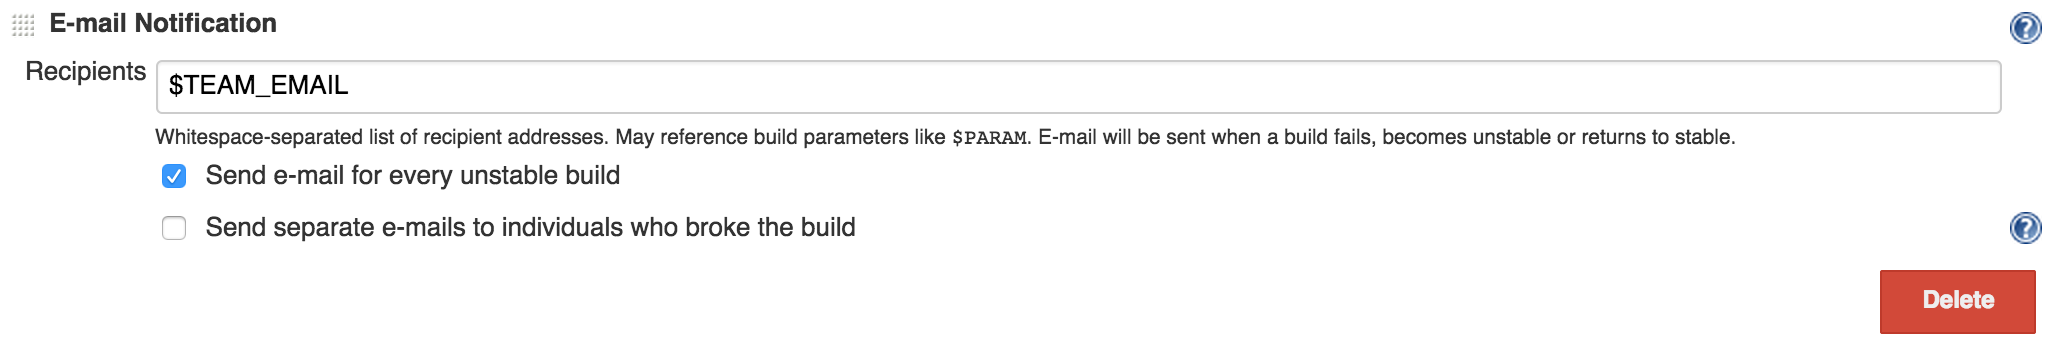 E-mail Notification
?
Recipients
$TEAM_EMAIL
Whitespace-separated list of recipient addresses. May reference build parameters like $PARAM. E-mail will be sent when a build fails, becomes unstable or returns to stable.
Send e-mail for every unstable build
Send separate e-mails to individuals who broke the build
?
Delete